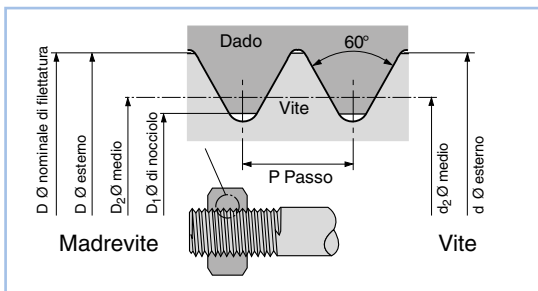 Dado
60°
Vite
D Ø nominale di filettatura
D Ø esterno
D₂ Ø medio
D₁ Ø di nocciolo
P Passo
d₂ Ø medio
d Ø esterno
Madrevite
Vite